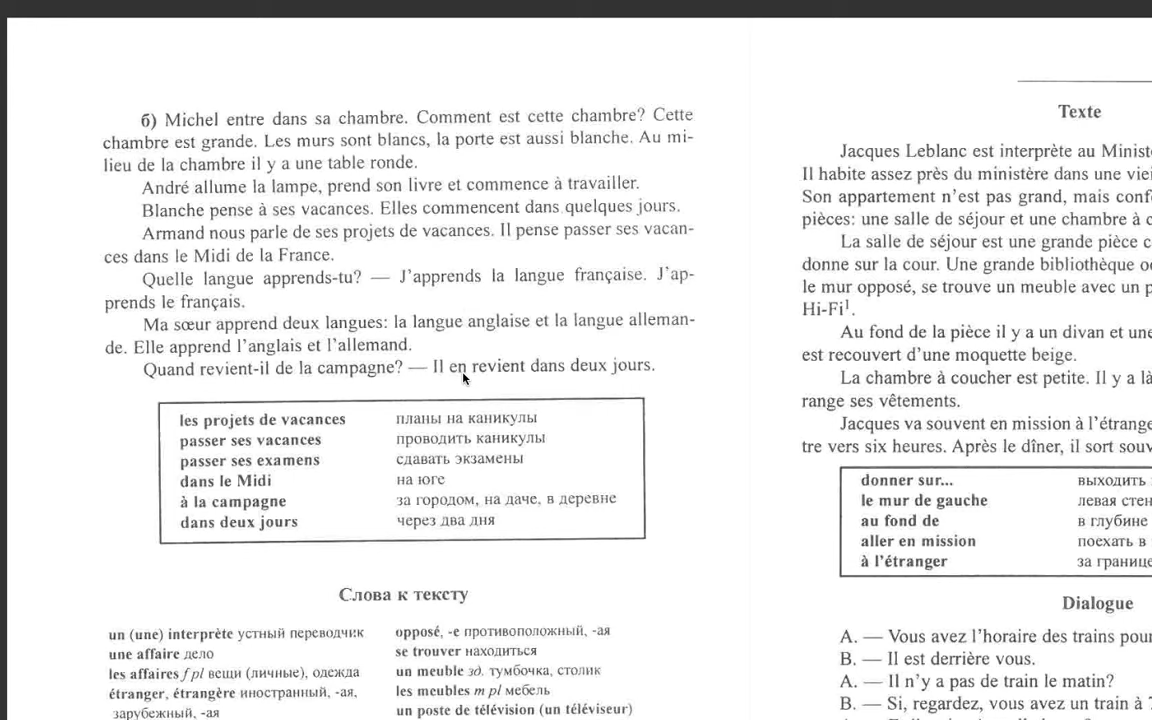 б) Michel entre dans sa chambre. Comment est cette chambre? Cette
chambre est grande. Les murs sont blancs, la porte est aussi blanche. Au mi-
lieu de la chambre il y a une table ronde.
André allume la lampe, prend son livre et commence à travailler.
Blanche pense à ses vacances. Elles commencent dans quelques jours.
Armand nous parle de ses projets de vacances. Il pense passer ses vacan-
ces dans le Midi de la France.
Quelle langue apprends-tu? — J'apprends la langue française. J'ap-
prends le français.
Ma sœur apprend deux langues: la langue anglaise et la langue alleman-
de. Elle apprend l'anglais et l'allemand.
Quand revient-il de la campagne? — Il en revient dans deux jours.
les projets de vacances планы на каникулы
passer ses vacances проводить каникулы
passer ses examens сдавать экзамены
dans le Midi на юге
à la campagne за городом, на даче, в деревне
dans deux jours через два дня
Слова к тексту
un (une) interprète устный переводчик
une affaire дело
les affaires f pl вещи (личные), одежда
étranger, étrangère иностранный, -ая,
зарубежный, -ая
opposé, -e противоположный, -ая
se trouver находиться
un meuble зд. тумбочка, столик
les meubles m pl мебель
un poste de télévision (un téléviseur)
Texte
Jacques Leblanc est interprète au Minist
Il habite assez près du ministère dans une viei
Son appartement n'est pas grand, mais conf
pièces: une salle de séjour et une chambre à c
La salle de séjour est une grande pièce c
donne sur la cour. Une grande bibliothèque o
le mur opposé, se trouve un meuble avec un p
Hi-Fi¹.
Au fond de la pièce il y a un divan et une
est recouvert d'une moquette beige.
La chambre à coucher est petite. Il y a là
range ses vêtements.
Jacques va souvent en mission à l'étrange
tre vers six heures. Après le dîner, il sort souv
donner sur... выходить
le mur de gauche левая стен
au fond de в глубине
aller en mission поехать в
à l'étranger за границе
Dialogue
A. — Vous avez l'horaire des trains pour
B. — Il est derrière vous.
A. — Il n'y a pas de train le matin?
B. — Si, regardez, vous avez un train à 7